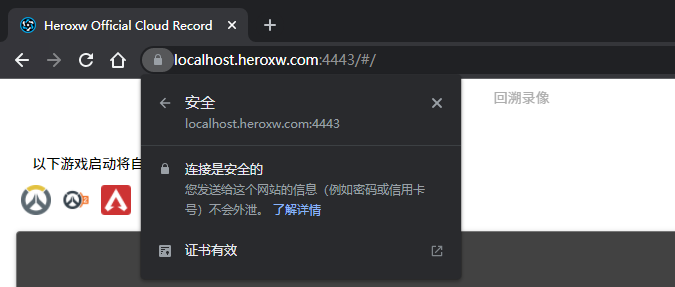 Heroxw Official Cloud Record
localhost.heroxw.com:4443/#/
回溯录像
安全
localhost.heroxw.com:4443
以下游戏启动将自
连接是安全的
您发送给这个网站的信息（例如密码或信用卡
号）不会外泄。 了解详情
证书有效